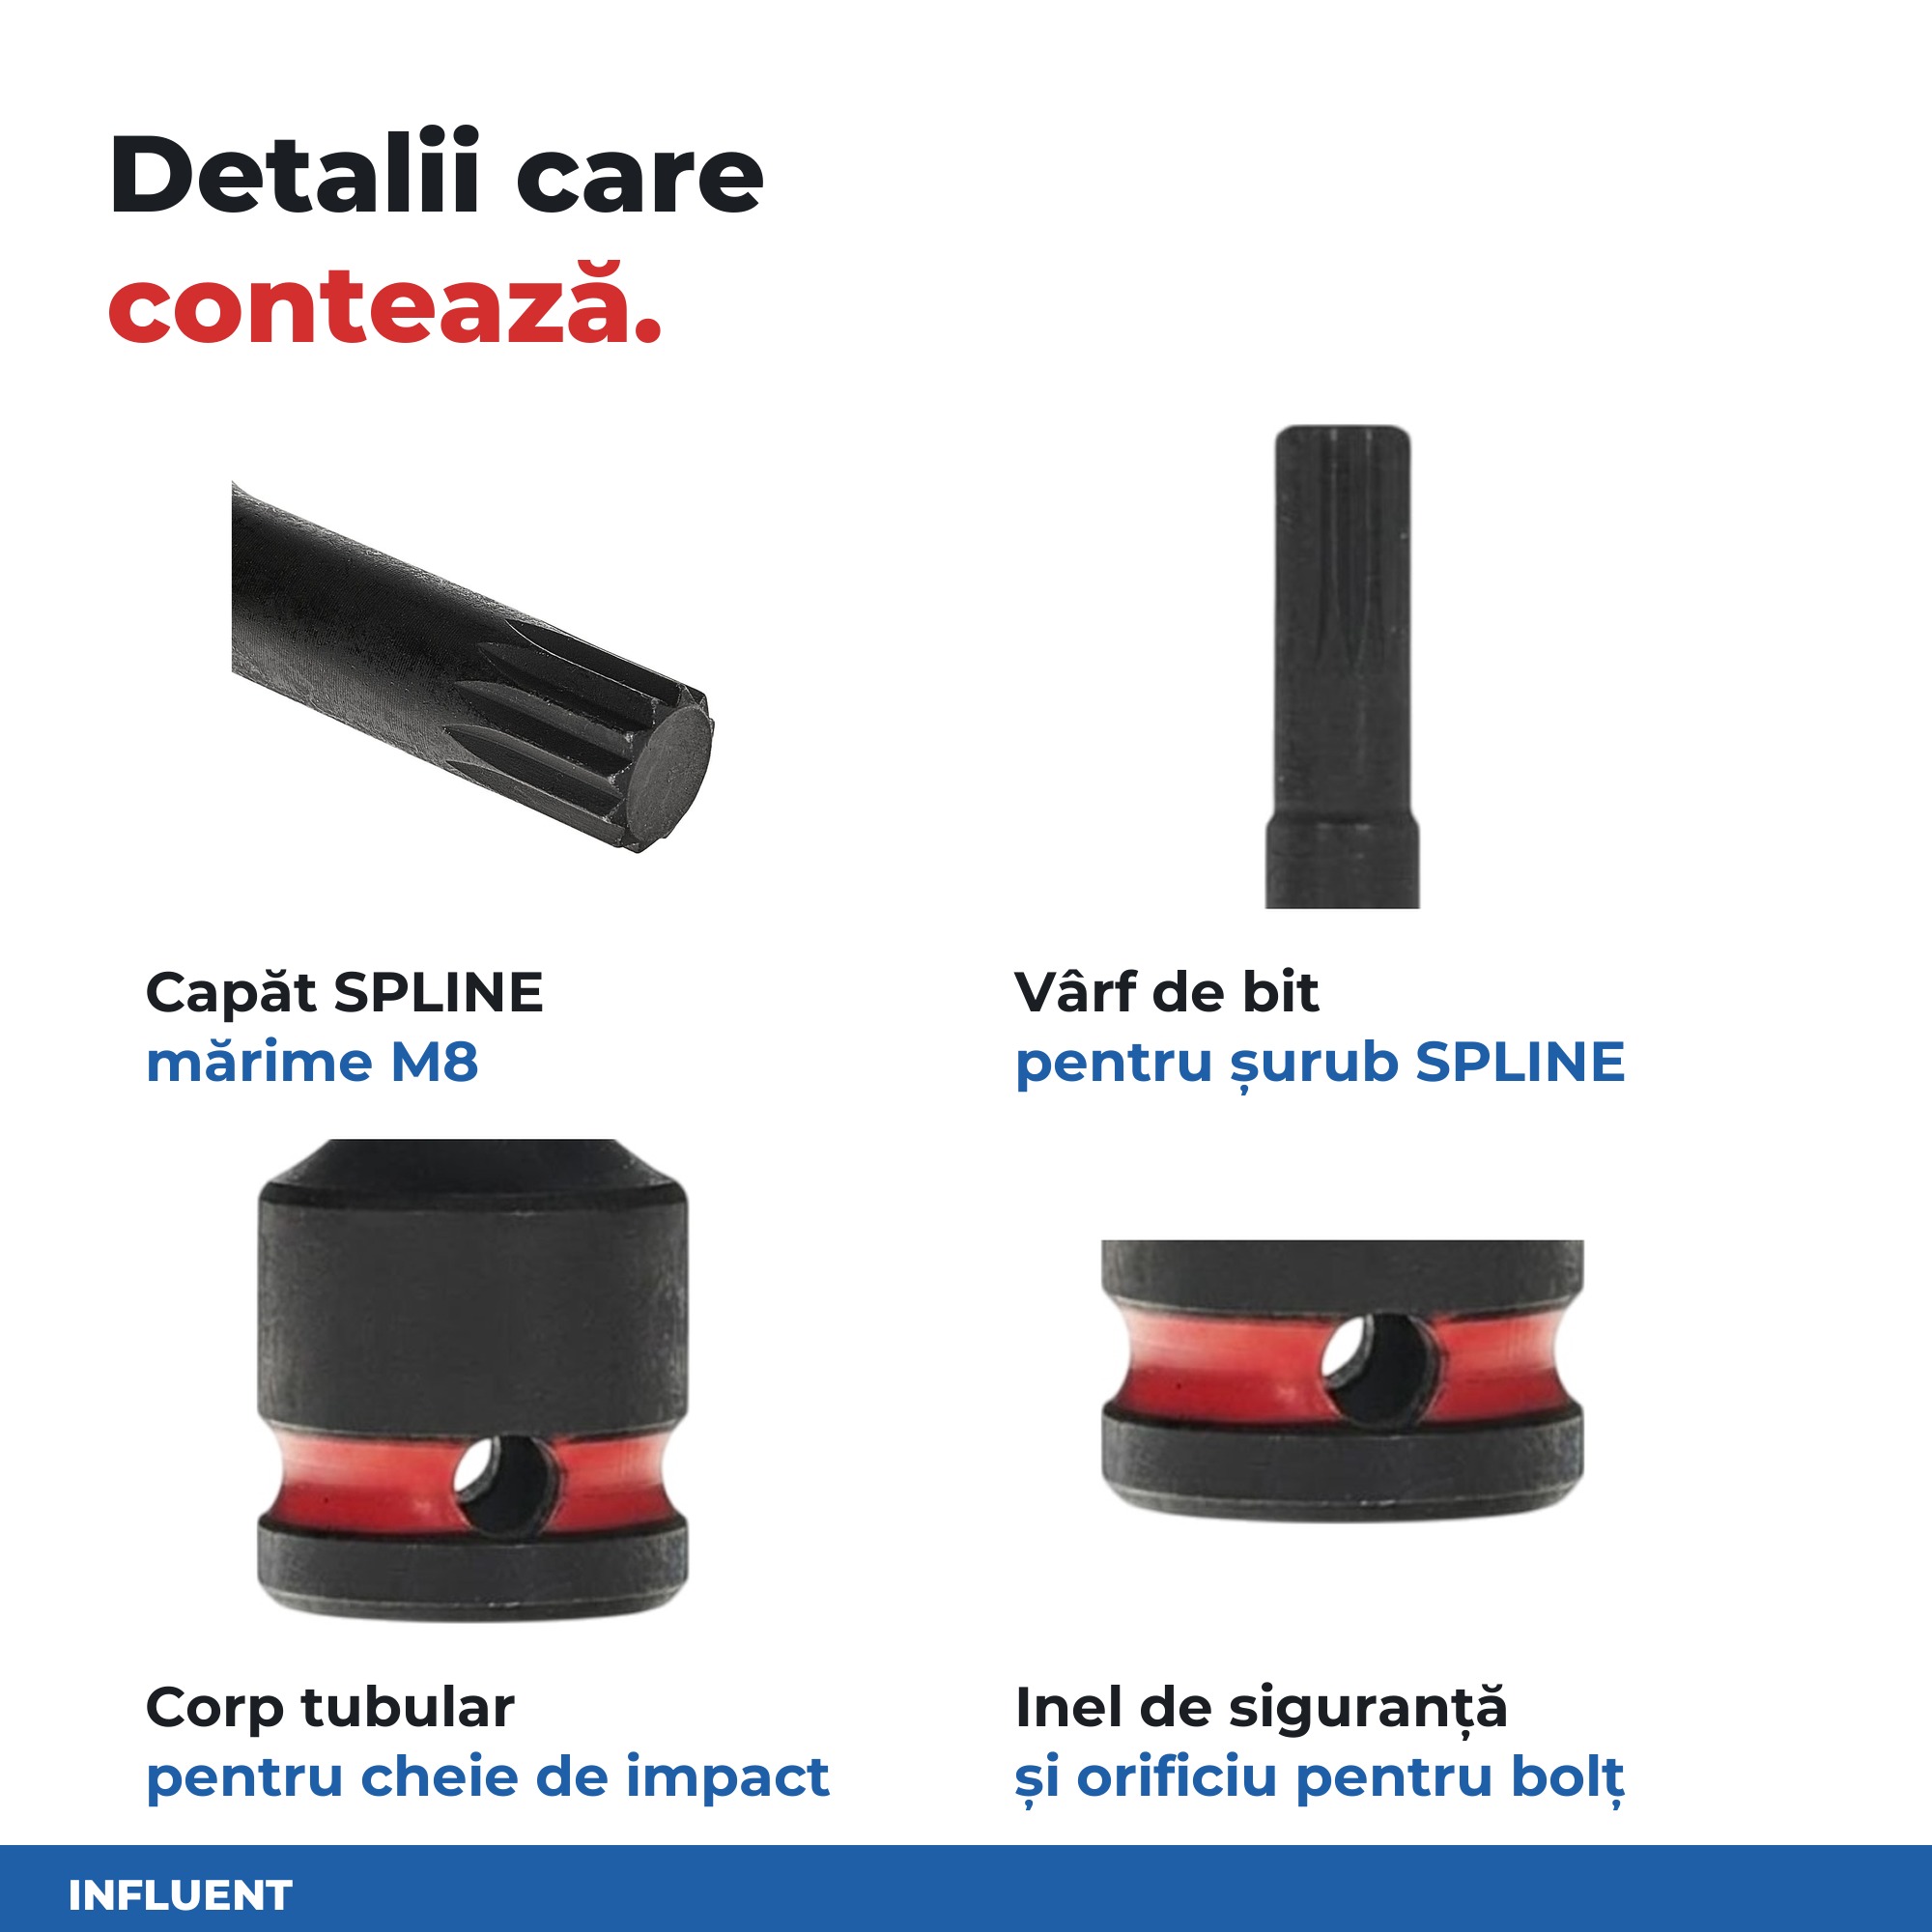 Detalii care
contează.
Capăt SPLINE
mărime M8
Vârf de bit
pentru șurub SPLINE
Corp tubular
pentru cheie de impact
Inel de siguranță
și orificiu pentru bolț
INFLUENT